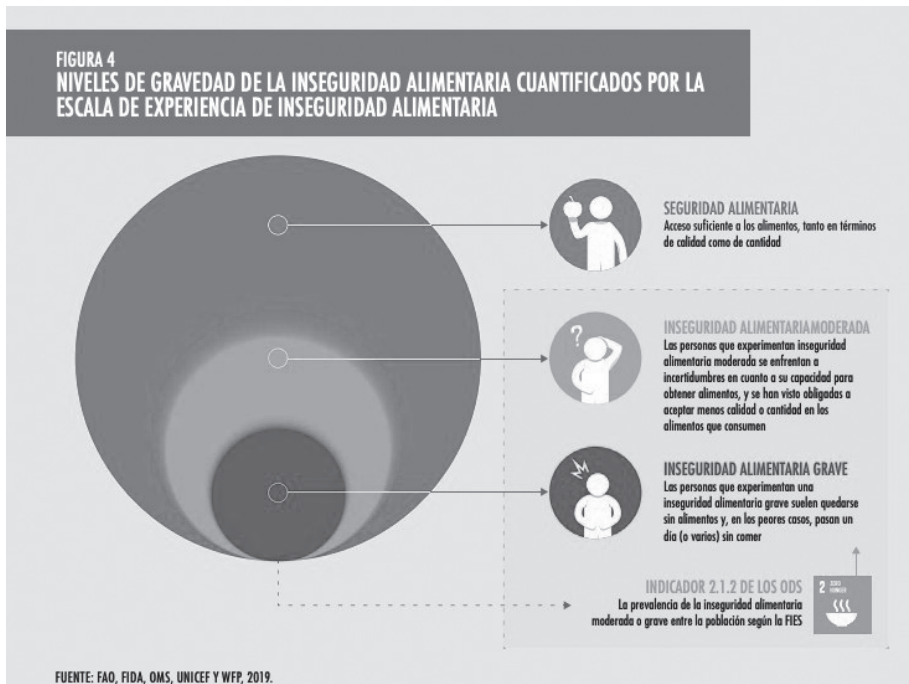 FIGURA 4
NIVELES DE GRAVEDAD DE LA INSEGURIDAD ALIMENTARIA CUANTIFICADOS POR LA
ESCALA DE EXPERIENCIA DE INSEGURIDAD ALIMENTARIA
SEGURIDAD ALIMENTARIA
Acceso suficiente a los alimentos, tanto en términos
de calidad como de cantidad
?
INSEGURIDAD ALIMENTARIAMODERADA
Las personas que experimentan inseguridad
alimentaria moderada se enfrentan a
incertidumbres en cuanto a su capacidad para
obtener alimentos, y se han visto obligadas a
aceptar menos calidad o cantidad en los
alimentos que consumen
INSEGURIDAD ALIMENTARIA GRAVE
Las personas que experimentan una
inseguridad alimentaria grave suelen quedarse
sin alimentos y, en los peores casos, pasan un
día (o varios) sin comer
INDICADOR 2.1.2 DE LOS ODS
La prevalencia de la inseguridad alimentaria
moderada o grave entre la población según la FIES
2 ZERO
HUNGER
FUENTE: FAO, FIDA, OMS, UNICEF Y WFP, 2019.